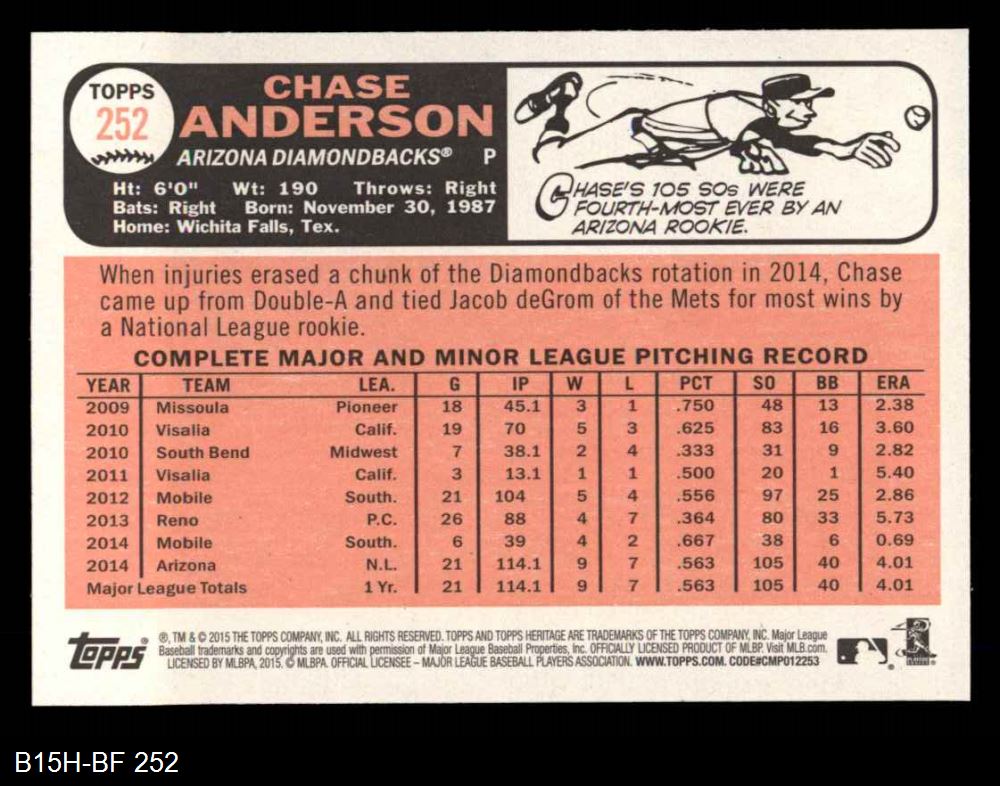 TOPPS
252
CHASE
ANDERSON
ARIZONA DIAMONDBACKS® P
Ht: 6'0" Wt: 190 Throws: Right
Bats: Right Born: November 30, 1987
Home: Wichita Falls, Tex.
CHASE'S 105 SOs WERE
FOURTH-MOST EVER BY AN
ARIZONA ROOKIE.
When injuries erased a chunk of the Diamondbacks rotation in 2014, Chase
came up from Double-A and tied Jacob deGrom of the Mets for most wins by
a National League rookie.
COMPLETE MAJOR AND MINOR LEAGUE PITCHING RECORD
YEAR TEAM LEA. G IP W L PCT SO BB ERA
2009 Missoula Pioneer 18 45.1 3 1 .750 48 13 2.38
2010 Visalia Calif. 19 70 5 3 .625 83 16 3.60
2010 South Bend Midwest 7 38.1 2 4 .333 31 9 2.82
2011 Visalia Calif. 3 13.1 1 1 .500 20 1 5.40
2012 Mobile South. 21 104 5 4 .556 97 25 2.86
2013 Reno P.C. 26 88 4 7 .364 80 33 5.73
2014 Mobile South. 6 39 4 2 .667 38 6 0.69
2014 Arizona N.L. 21 114.1 9 7 .563 105 40 4.01
Major League Totals 1 Yr. 21 114.1 9 7 .563 105 40 4.01
Topps
®, TM & © 2015 THE TOPPS COMPANY, INC. ALL RIGHTS RESERVED. TOPPS AND TOPPS HERITAGE ARE TRADEMARKS OF THE TOPPS COMPANY, INC. Major League
Baseball trademarks and copyrights are used with permission of Major League Baseball Properties, Inc. OFFICIALLY LICENSED PRODUCT OF MLBP. Visit MLB.com.
LICENSED BY MLBPA, 2015. © MLBPA. OFFICIAL LICENSEE – MAJOR LEAGUE BASEBALL PLAYERS ASSOCIATION. WWW.TOPPS.COM. CODE#CMP012253
B15H-BF 252